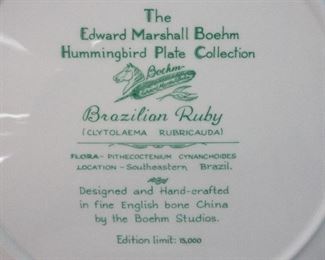 The
Edward Marshall Boehm
Hummingbird Plate Collection
Boehm
Brazilian Ruby
(CLYTOLAEMA RUBRICAUDA)
FLORA - PITHECOCTENIUM CYNANCHOIDES
LOCATION - Southeastern Brazil.
Designed and Hand-crafted
in fine English bone China
by the Boehm Studios.
Edition limit: 15,000